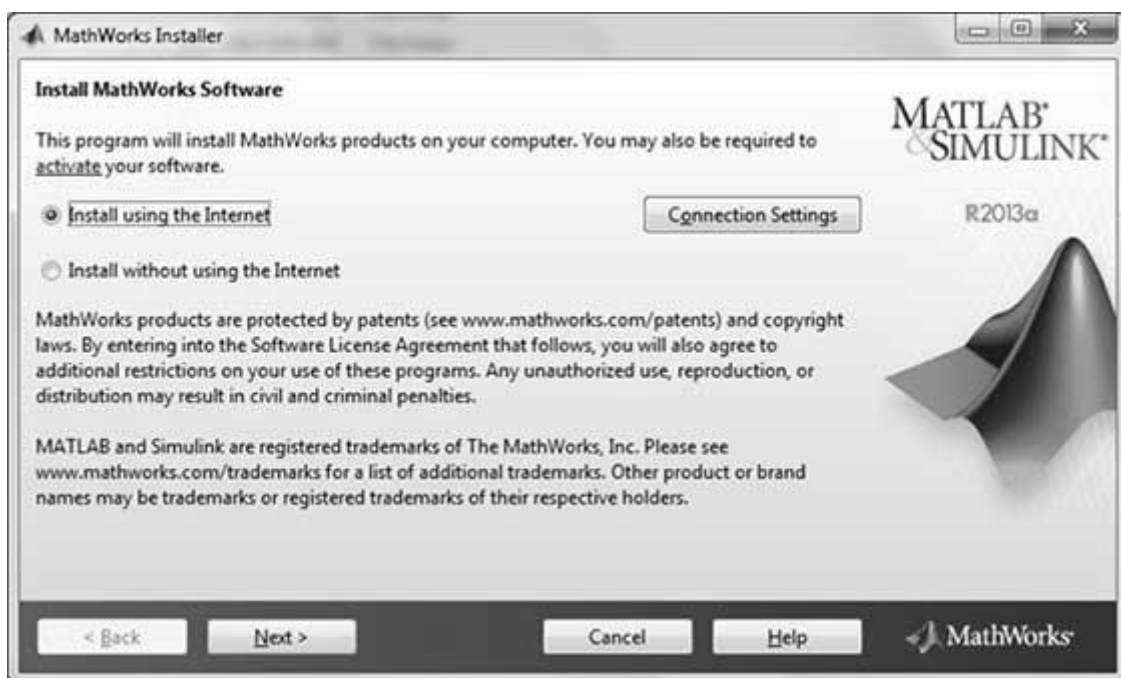 MathWorks Installer
Install MathWorks Software
This program will install MathWorks products on your computer. You may also be required to
activate your software.
Install using the Internet
Connection Settings
Install without using the Internet
MathWorks products are protected by patents (see www.mathworks.com/patents) and copyright
laws. By entering into the Software License Agreement that follows, you will also agree to
additional restrictions on your use of these programs. Any unauthorized use, reproduction, or
distribution may result in civil and criminal penalties.
MATLAB and Simulink are registered trademarks of The MathWorks, Inc. Please see
www.mathworks.com/trademarks for a list of additional trademarks. Other product or brand
names may be trademarks or registered trademarks of their respective holders.
MATLAB®
&SIMULINK®
R2013a
< Back
Next >
Cancel
Help
MathWorks®